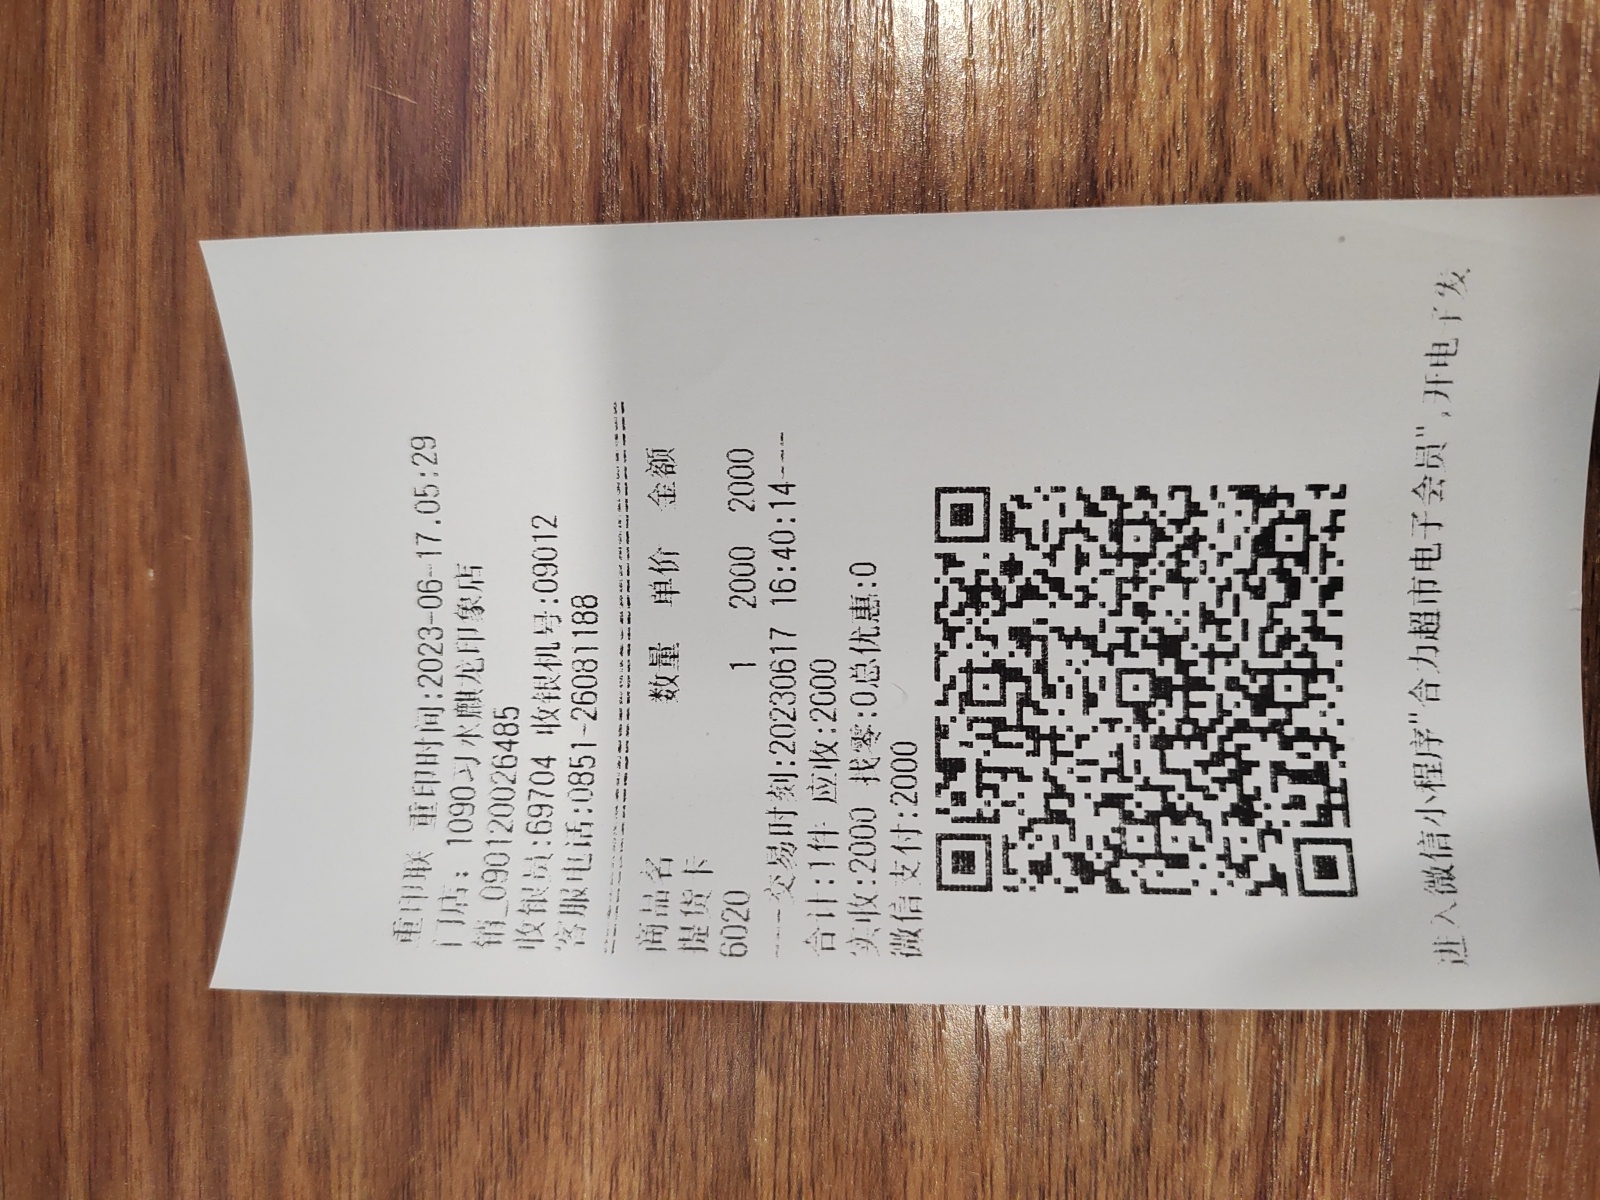 重印联 重印时间:2023-06-17.05:29
门店: 1090习水麒龙印象店
销_090120026485
收银员:69704 收银机号:09012
客服电话:0851-26081188
商品名 数量 单价 金额
提货卡
6020 1 2000 2000
----交易时刻:20230617 16:40:14----
合计:1件 应收:2000
实收:2000 找零:0总优惠:0
微信支付:2000
进入微信小程序"合力超市电子会员",开电子发